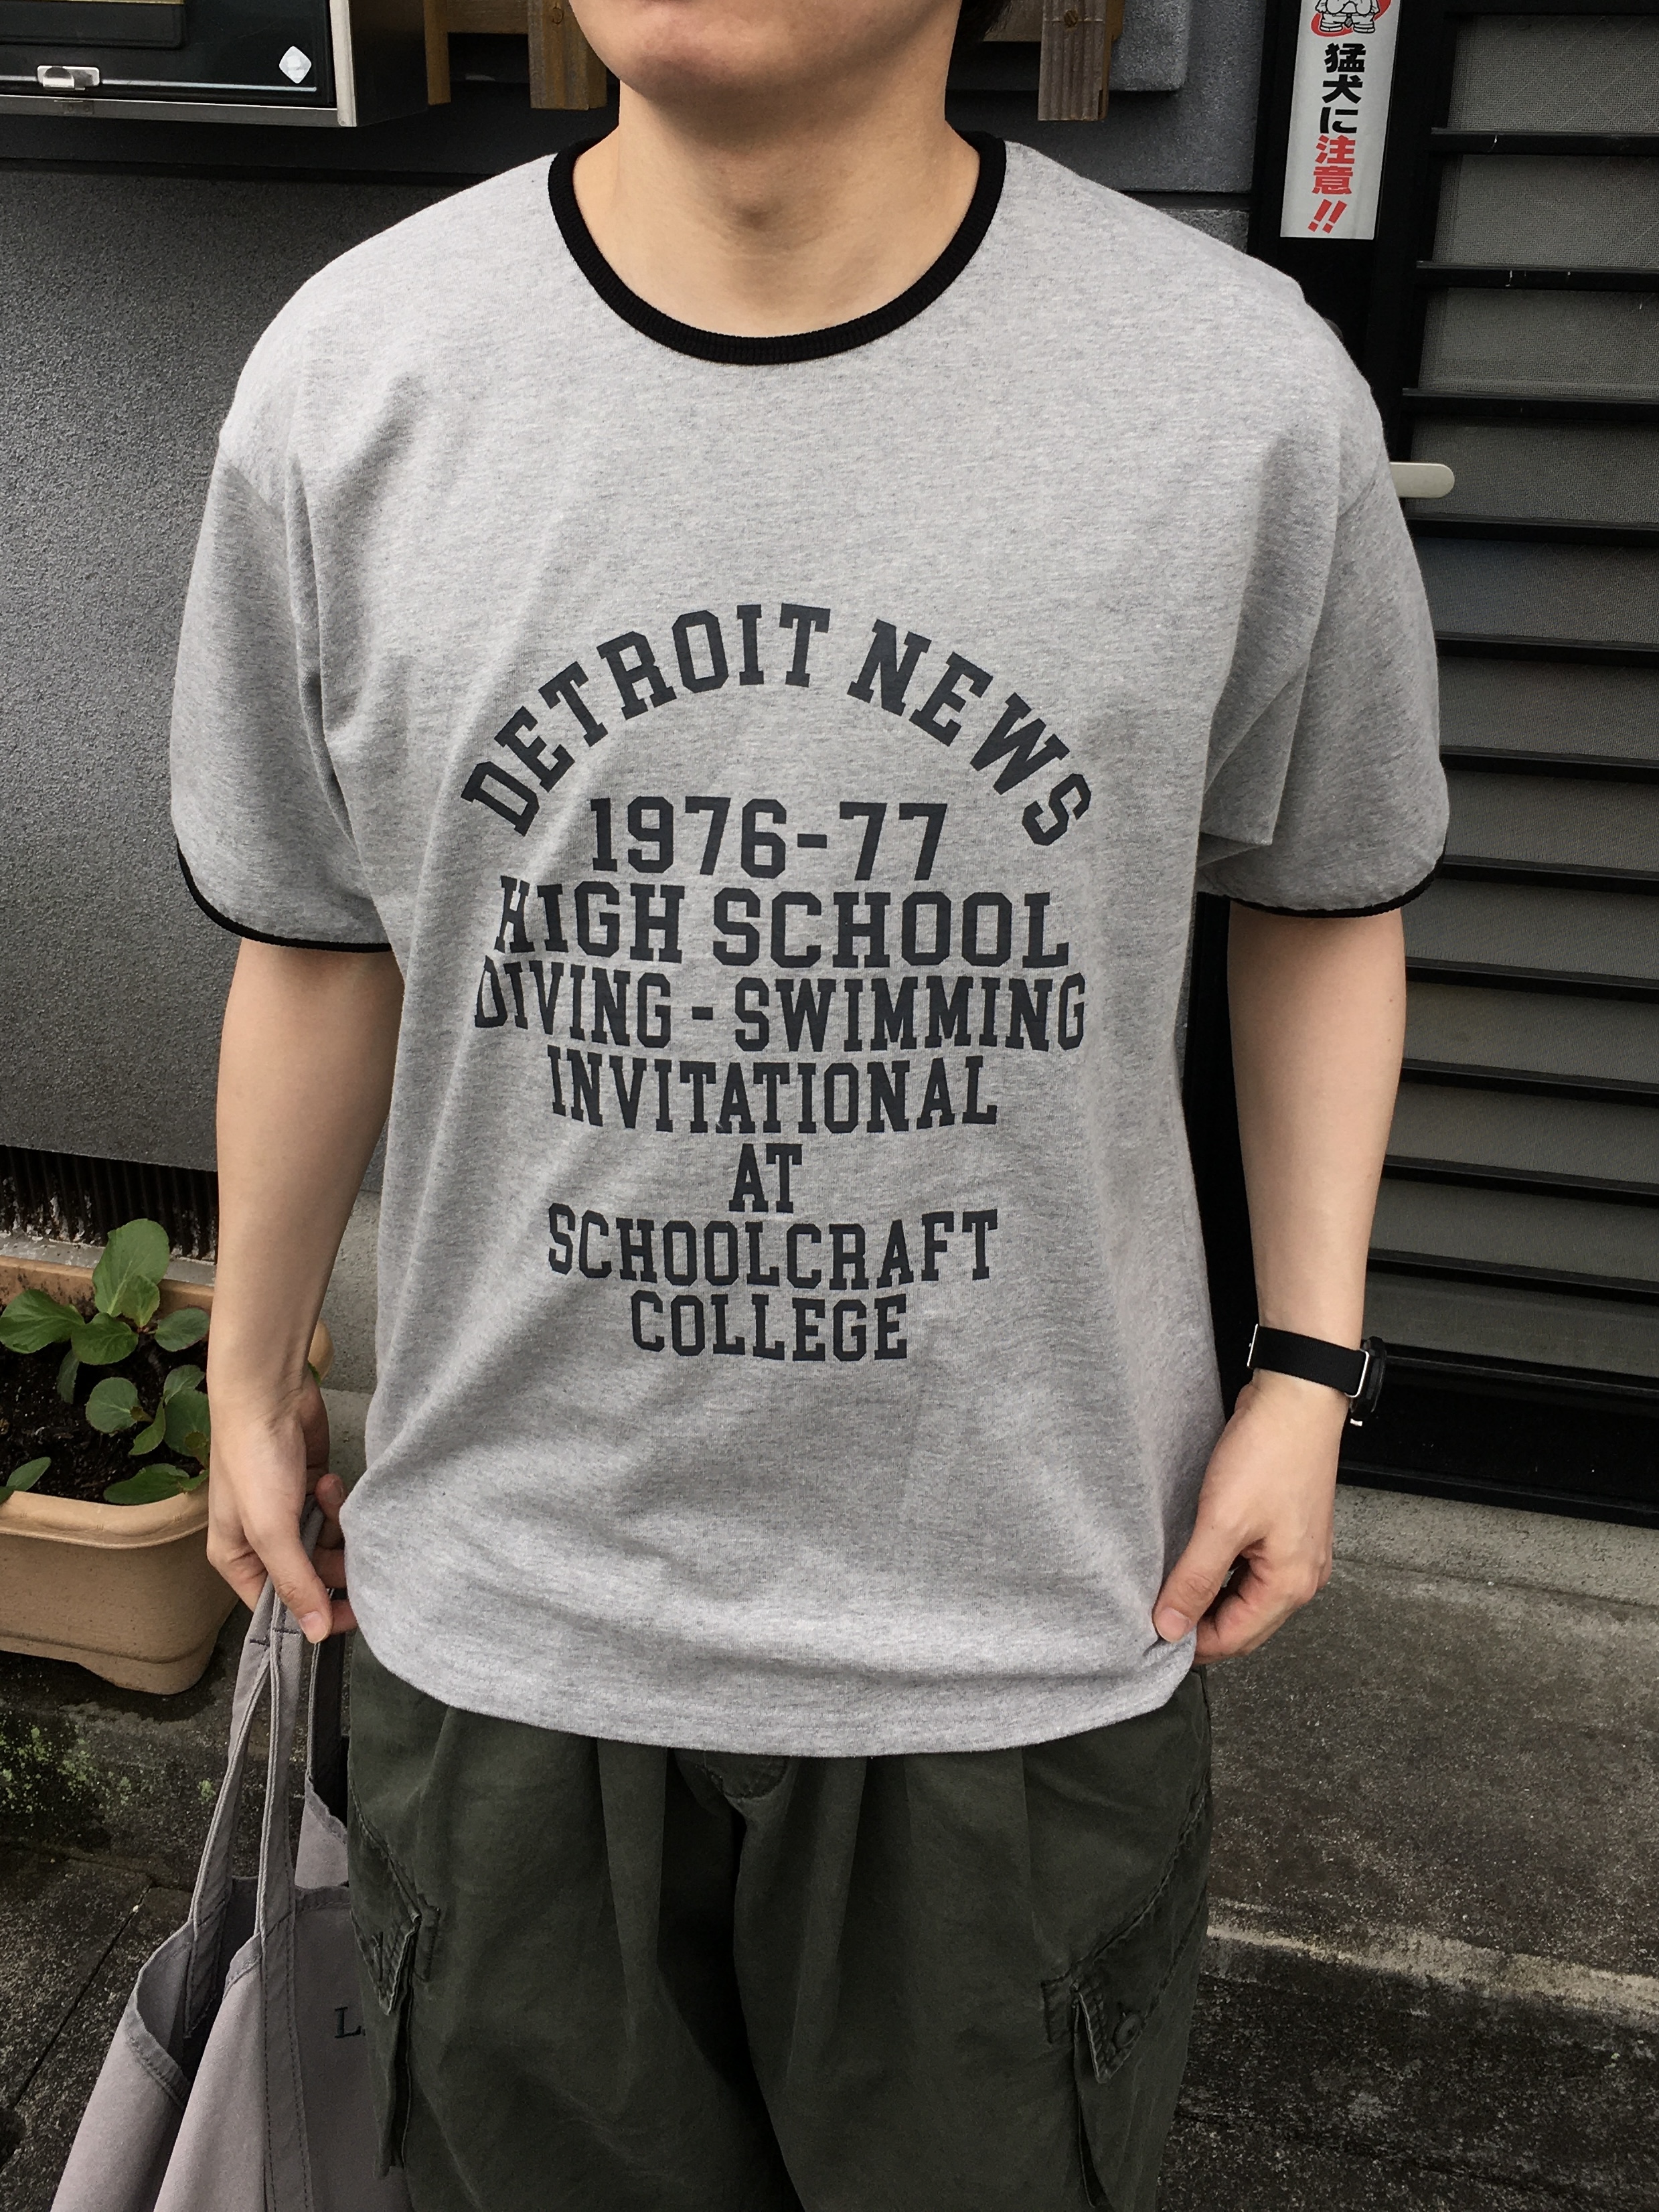 猛犬に注意!!
DETROIT NEWS
1976-77
HIGH SCHOOL
DIVING - SWIMMING
INVITATIONAL
AT
SCHOOLCRAFT
COLLEGE